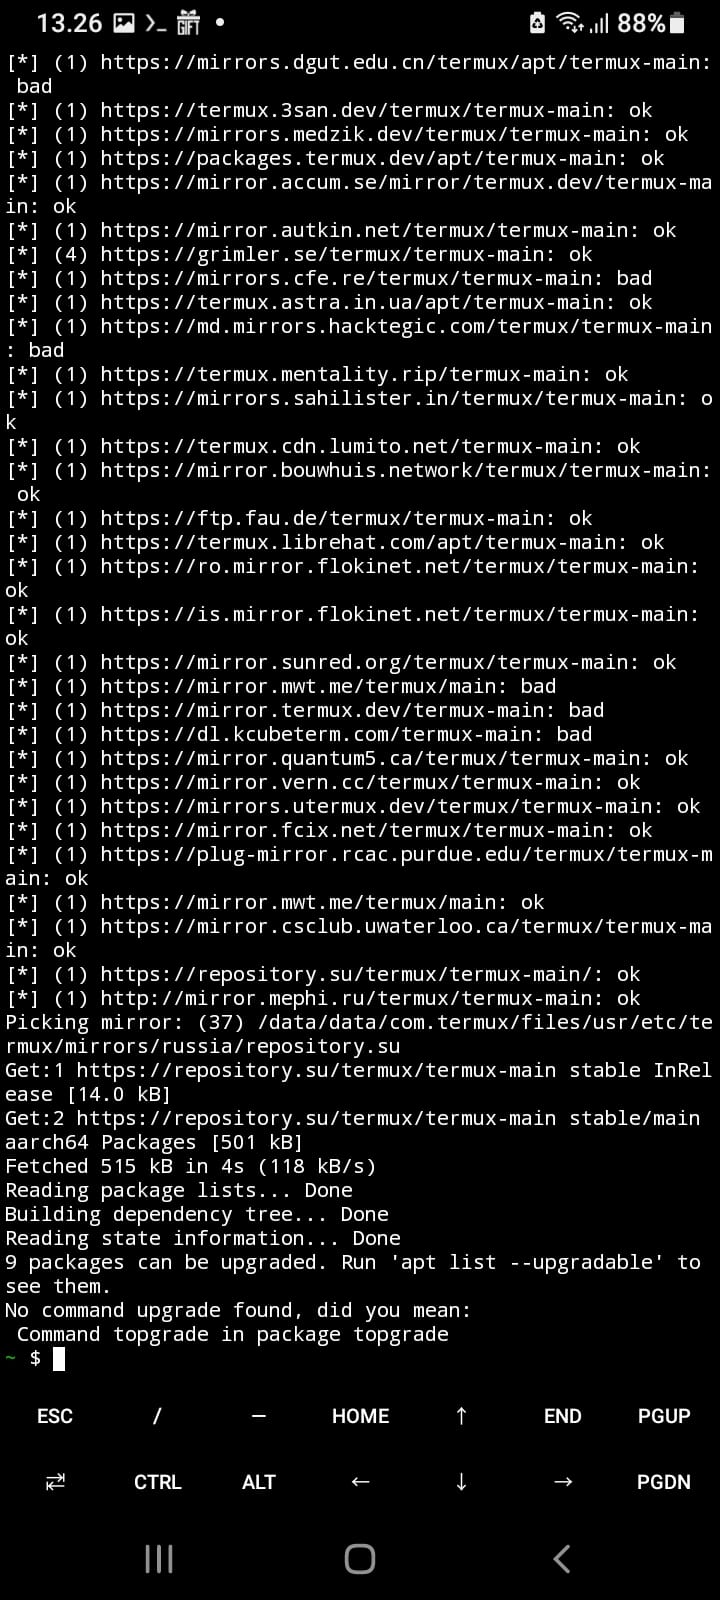 13.26 GIFT 88%
[*] (1) https://mirrors.dgut.edu.cn/termux/apt/termux-main:
 bad
[*] (1) https://termux.3san.dev/termux/termux-main: ok
[*] (1) https://mirrors.medzik.dev/termux/termux-main: ok
[*] (1) https://packages.termux.dev/apt/termux-main: ok
[*] (1) https://mirror.accum.se/mirror/termux.dev/termux-ma
in: ok
[*] (1) https://mirror.autkin.net/termux/termux-main: ok
[*] (4) https://grimler.se/termux/termux-main: ok
[*] (1) https://mirrors.cfe.re/termux/termux-main: bad
[*] (1) https://termux.astra.in.ua/apt/termux-main: ok
[*] (1) https://md.mirrors.hacktegic.com/termux/termux-main
: bad
[*] (1) https://termux.mentality.rip/termux-main: ok
[*] (1) https://mirrors.sahilister.in/termux/termux-main: o
k
[*] (1) https://termux.cdn.lumito.net/termux-main: ok
[*] (1) https://mirror.bouwhuis.network/termux/termux-main:
 ok
[*] (1) https://ftp.fau.de/termux/termux-main: ok
[*] (1) https://termux.librehat.com/apt/termux-main: ok
[*] (1) https://ro.mirror.flokinet.net/termux/termux-main:
ok
[*] (1) https://is.mirror.flokinet.net/termux/termux-main:
ok
[*] (1) https://mirror.sunred.org/termux/termux-main: ok
[*] (1) https://mirror.mwt.me/termux/main: bad
[*] (1) https://mirror.termux.dev/termux-main: bad
[*] (1) https://dl.kcubeterm.com/termux-main: bad
[*] (1) https://mirror.quantum5.ca/termux/termux-main: ok
[*] (1) https://mirror.vern.cc/termux/termux-main: ok
[*] (1) https://mirrors.utermux.dev/termux/termux-main: ok
[*] (1) https://mirror.fcix.net/termux/termux-main: ok
[*] (1) https://plug-mirror.rcac.purdue.edu/termux/termux-m
ain: ok
[*] (1) https://mirror.mwt.me/termux/main: ok
[*] (1) https://mirror.csclub.uwaterloo.ca/termux/termux-ma
in: ok
[*] (1) https://repository.su/termux/termux-main/: ok
[*] (1) http://mirror.mephi.ru/termux/termux-main: ok
Picking mirror: (37) /data/data/com.termux/files/usr/etc/te
rmux/mirrors/russia/repository.su
Get:1 https://repository.su/termux/termux-main stable InRel
ease [14.0 kB]
Get:2 https://repository.su/termux/termux-main stable/main
aarch64 Packages [501 kB]
Fetched 515 kB in 4s (118 kB/s)
Reading package lists... Done
Building dependency tree... Done
Reading state information... Done
9 packages can be upgraded. Run 'apt list --upgradable' to
see them.
No command upgrade found, did you mean:
 Command topgrade in package topgrade
~ $
ESC / — HOME ↑ END PGUP
⇄ CTRL ALT ← ↓ → PGDN